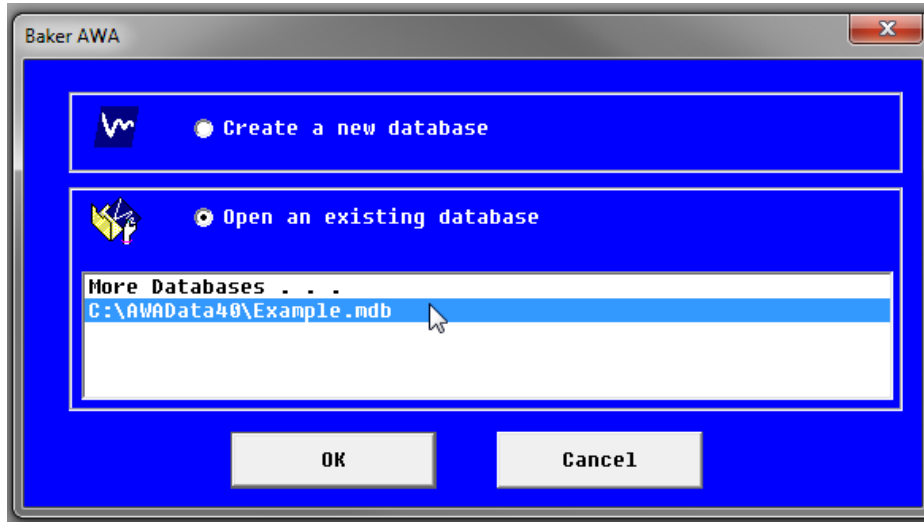 Baker AWA
Create a new database
Open an existing database
More Databases . . .
C:\AWAData40\Example.mdb
OK
Cancel